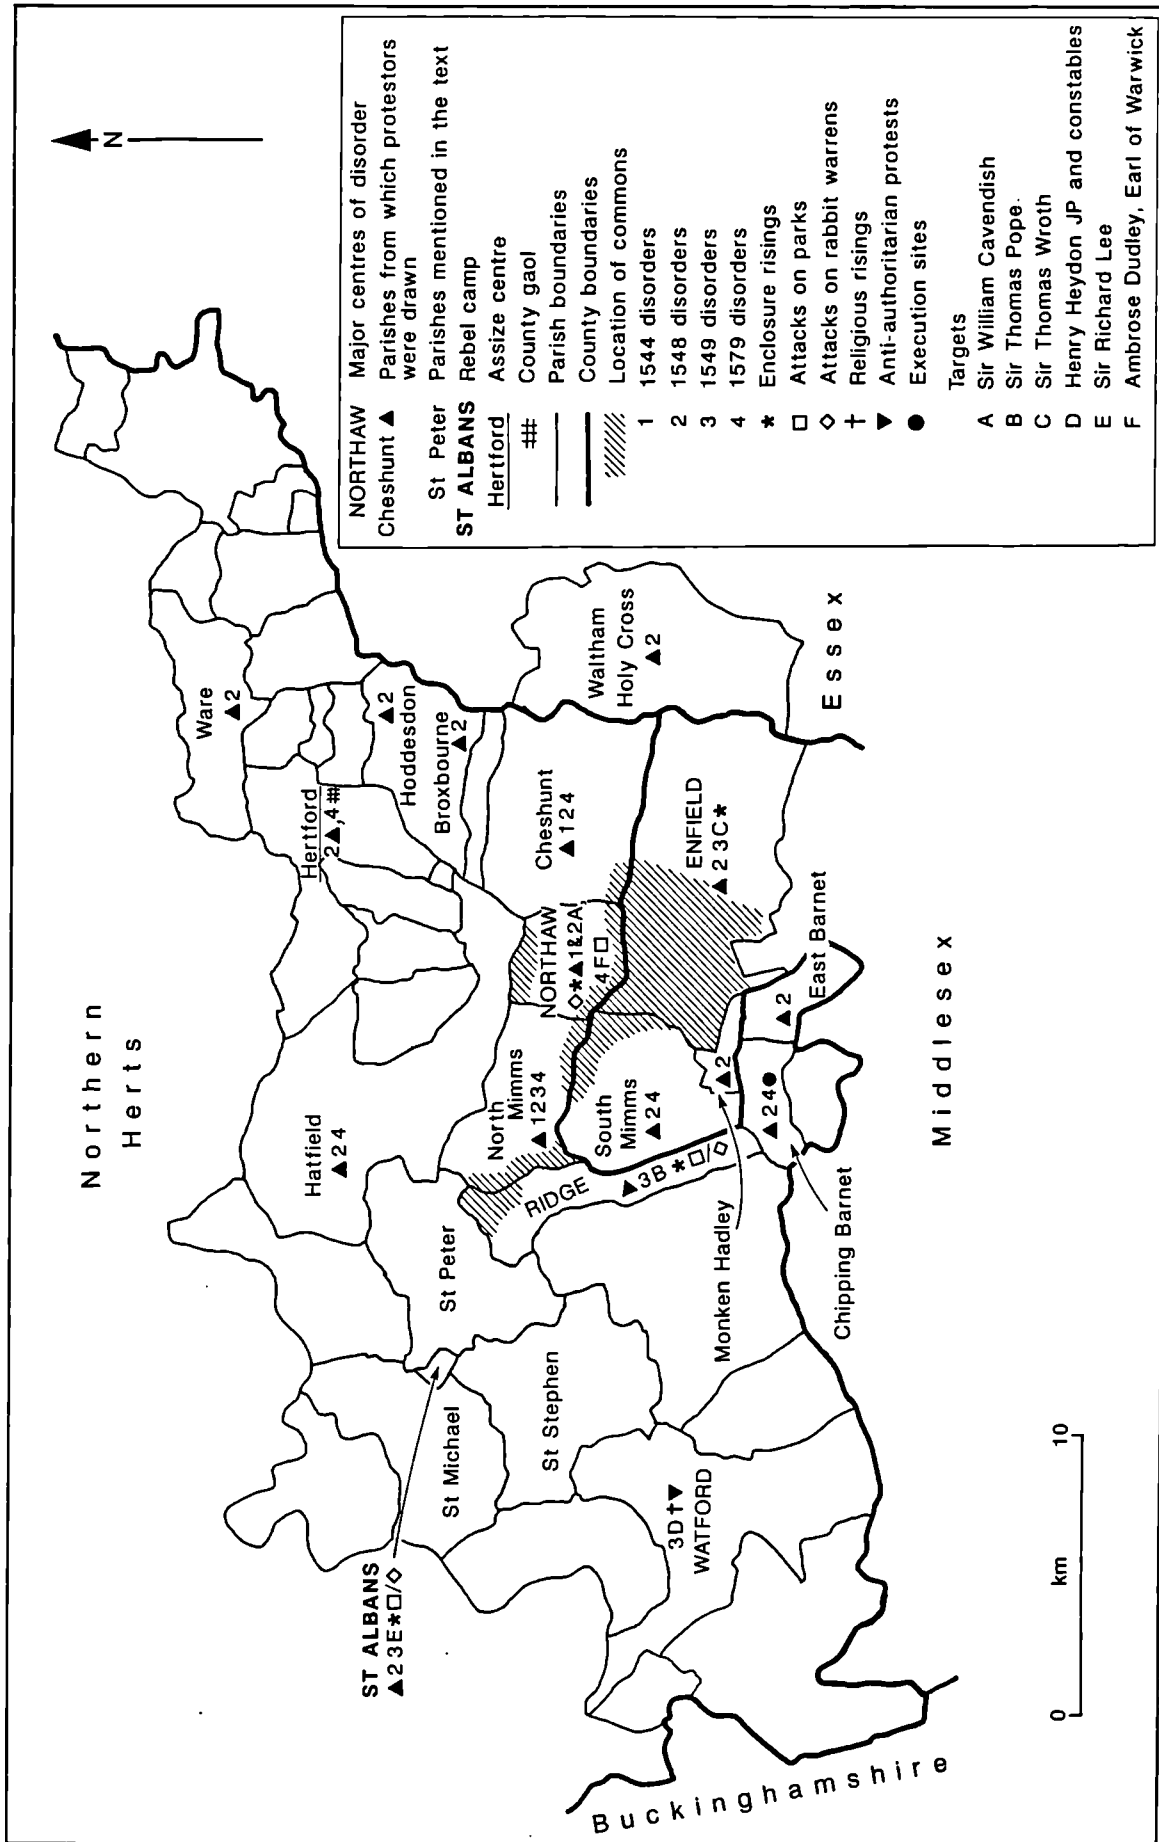 N
Northern
Herts
Ware
▲2
Hertford
2▲,4⋕
Hoddesdon
▲2
Broxbourne
▲2
Hatfield
▲24
Cheshunt
▲124
Waltham
Holy Cross
▲2
Essex
NORTHAW
◇*▲1&2A,
4F□
ENFIELD
▲23C*
North
Mimms
▲1234
South
Mimms
▲24
RIDGE
▲3B*□/◇
St Peter
St Michael
St Stephen
ST ALBANS
▲23E*□/◇
3D†▼
WATFORD
▲2
Monken Hadley
▲24●
Chipping Barnet
▲2
East Barnet
Middlesex
Buckinghamshire
0 km 10
NORTHAW Major centres of disorder
Cheshunt ▲ Parishes from which protestors
were drawn
St Peter Parishes mentioned in the text
ST ALBANS Rebel camp
Hertford Assize centre
⋕ County gaol
Parish boundaries
County boundaries
Location of commons
1 1544 disorders
2 1548 disorders
3 1549 disorders
4 1579 disorders
* Enclosure risings
□ Attacks on parks
◇ Attacks on rabbit warrens
† Religious risings
▼ Anti-authoritarian protests
● Execution sites
Targets
A Sir William Cavendish
B Sir Thomas Pope.
C Sir Thomas Wroth
D Henry Heydon JP and constables
E Sir Richard Lee
F Ambrose Dudley, Earl of Warwick